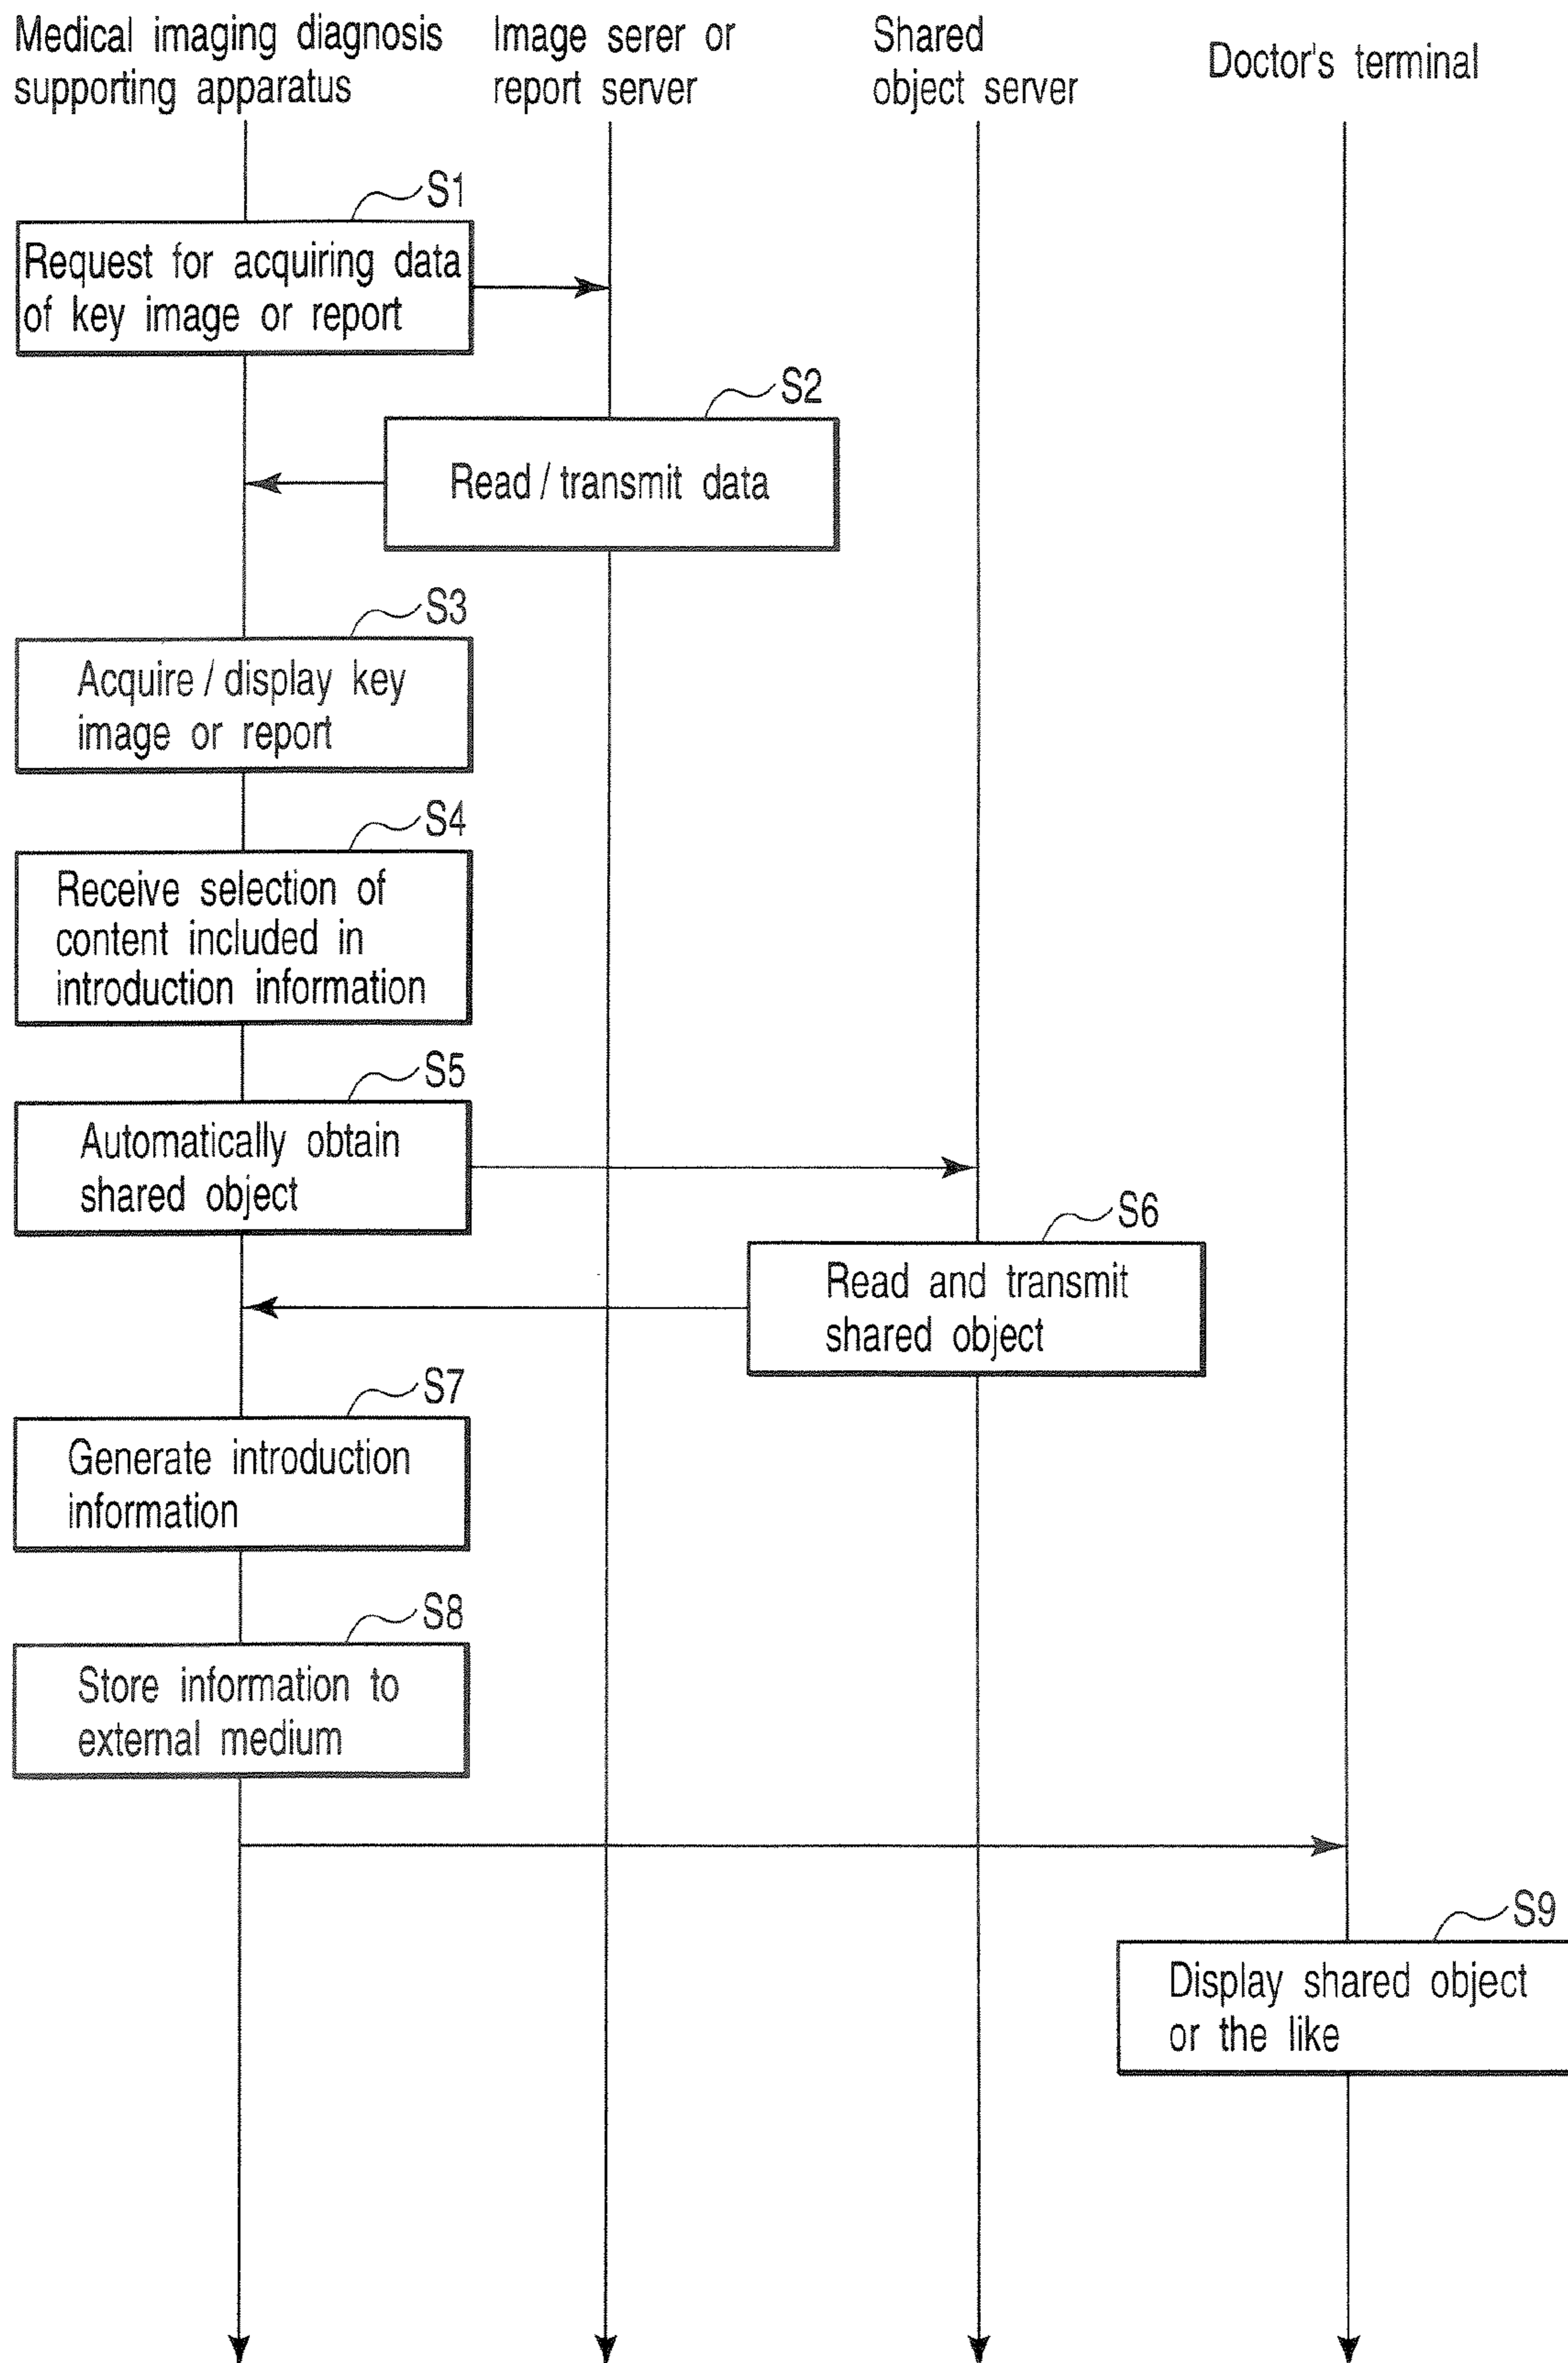 Medical imaging diagnosis
supporting apparatus
Image serer or
report server
Shared
object server
Doctor's terminal
S1
Request for acquiring data
of key image or report
S2
Read / transmit data
S3
Acquire / display key
image or report
S4
Receive selection of
content included in
introduction information
S5
Automatically obtain
shared object
S6
Read and transmit
shared object
S7
Generate introduction
information
S8
Store information to
external medium
S9
Display shared object
or the like